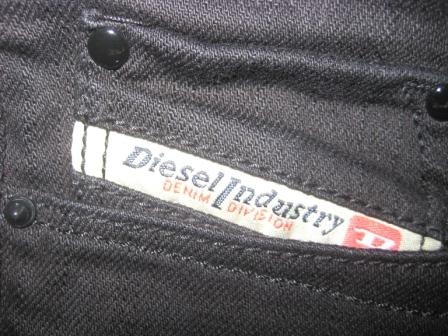 Diesel Industry
DENIM DIVISION